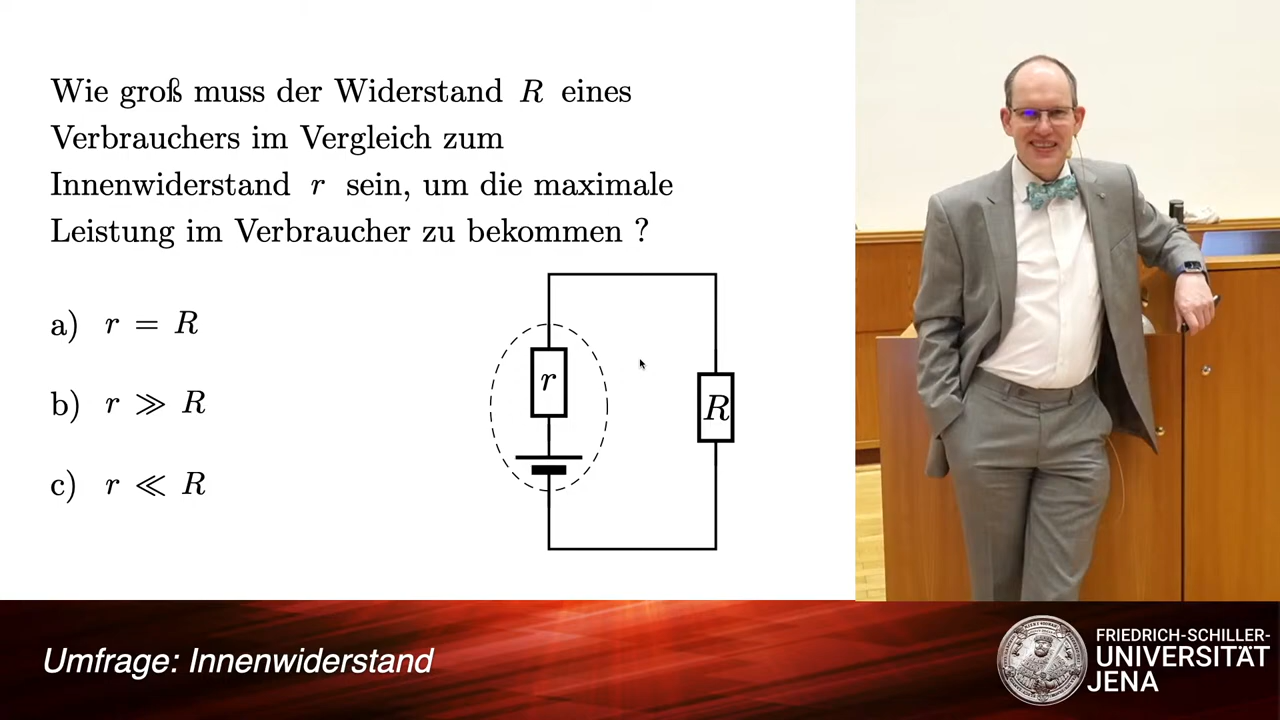 Wie groß muss der Widerstand R eines
Verbrauchers im Vergleich zum
Innenwiderstand r sein, um die maximale
Leistung im Verbraucher zu bekommen ?
a) r = R
b) r ≫ R
c) r ≪ R
r
R
Umfrage: Innenwiderstand
FRIEDRICH-SCHILLER-
UNIVERSITÄT
JENA